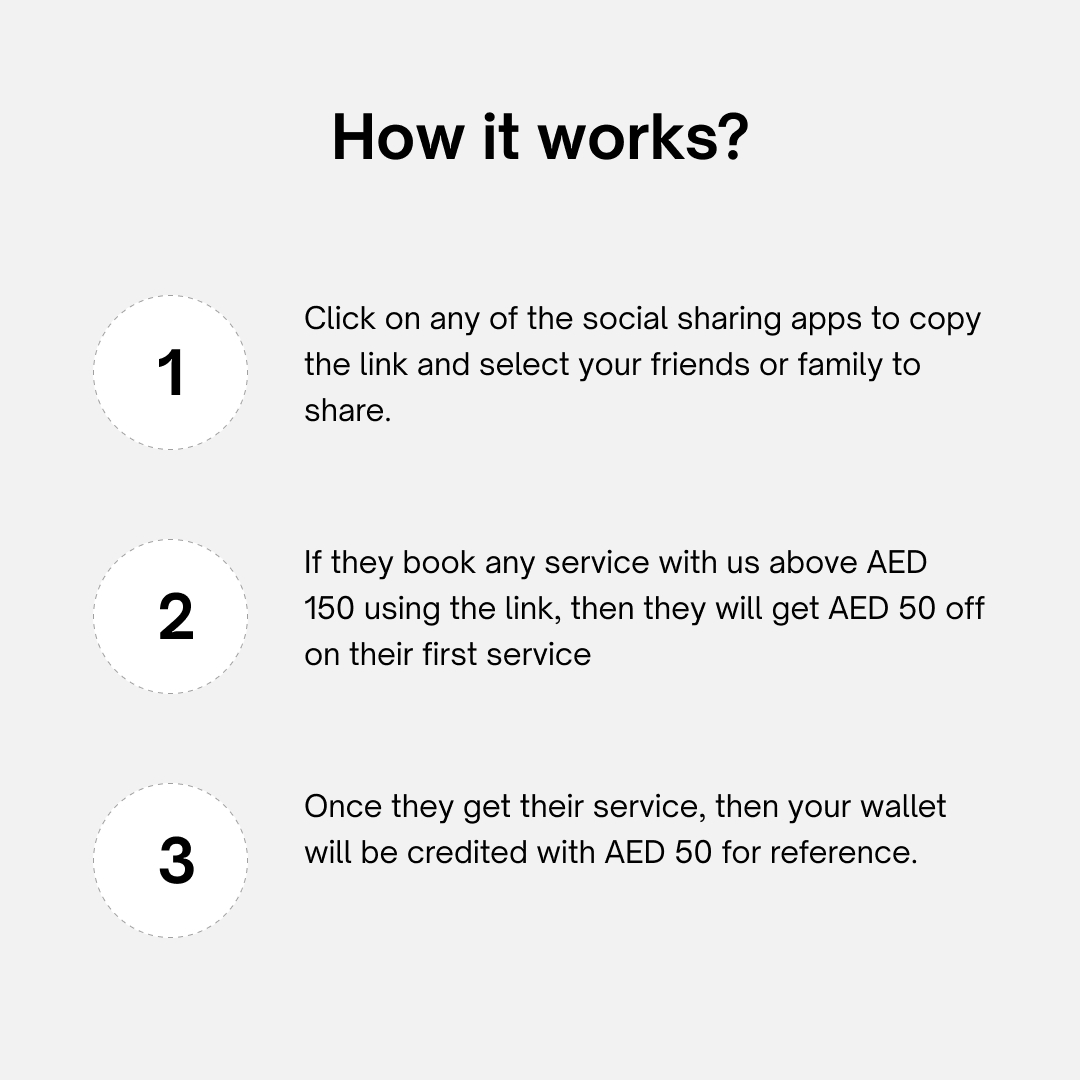 How it works?
1
Click on any of the social sharing apps to copy
the link and select your friends or family to
share.
2
If they book any service with us above AED
150 using the link, then they will get AED 50 off
on their first service
3
Once they get their service, then your wallet
will be credited with AED 50 for reference.